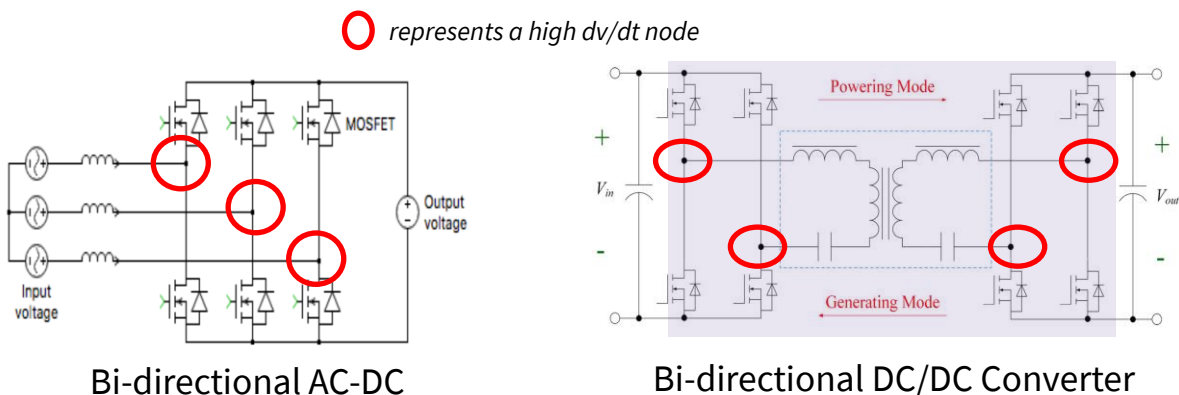 represents a high dv/dt node
MOSFET
Output
voltage
Input
voltage
Bi-directional AC-DC
Powering Mode
+
+
Vin
Vout
-
-
Generating Mode
Bi-directional DC/DC Converter